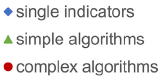 single indicators
simple algorithms
complex algorithms